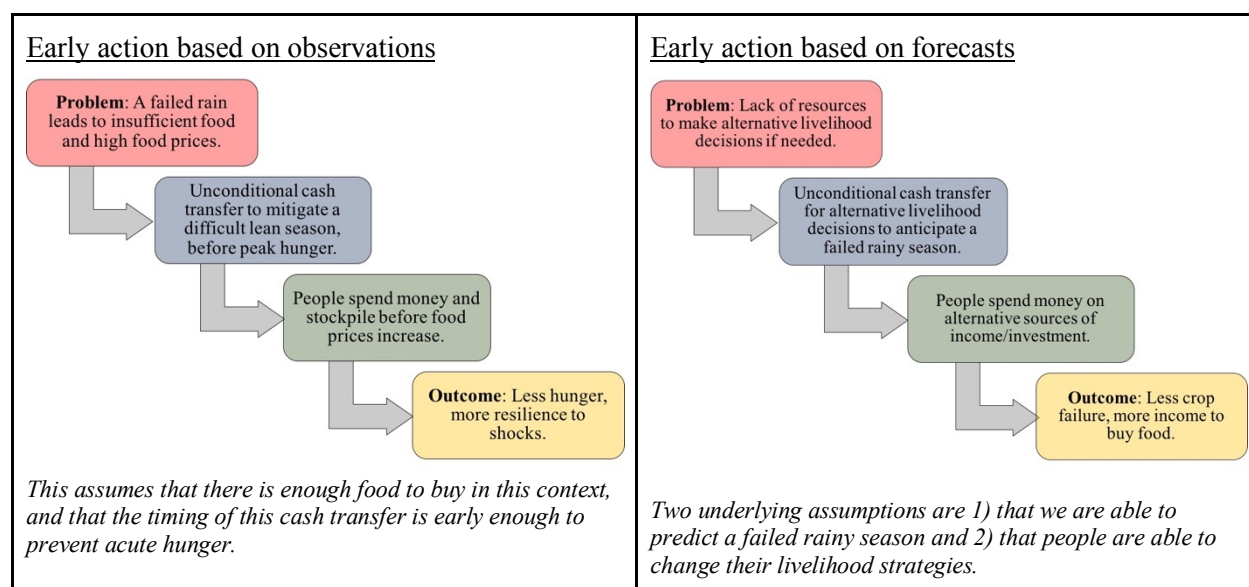 Early action based on observations
Problem: A failed rain
leads to insufficient food
and high food prices.
Unconditional cash
transfer to mitigate a
difficult lean season,
before peak hunger.
People spend money and
stockpile before food
prices increase.
Outcome: Less hunger,
more resilience to
shocks.
This assumes that there is enough food to buy in this context,
and that the timing of this cash transfer is early enough to
prevent acute hunger.
Early action based on forecasts
Problem: Lack of resources
to make alternative livelihood
decisions if needed.
Unconditional cash transfer
for alternative livelihood
decisions to anticipate a
failed rainy season.
People spend money on
alternative sources of
income/investment.
Outcome: Less crop
failure, more income to
buy food.
Two underlying assumptions are 1) that we are able to
predict a failed rainy season and 2) that people are able to
change their livelihood strategies.